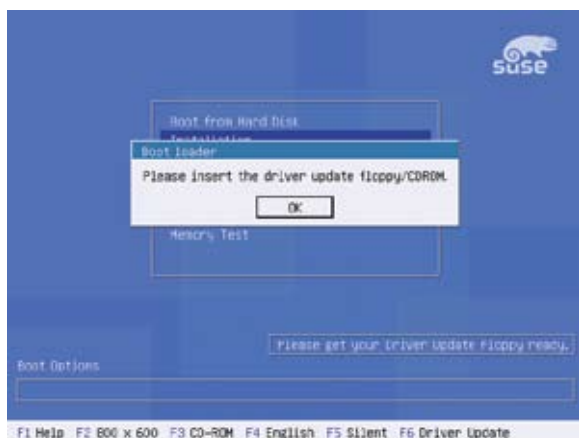 suse
Boot from Hard Disk
Installation
Boot loader
Please insert the driver update floppy/CDROM.
OK
Memory Test
Please get your Driver Update floppy ready.
Boot Options
F1 Help F2 800 x 600 F3 CD-ROM F4 English F5 Silent F6 Driver Update